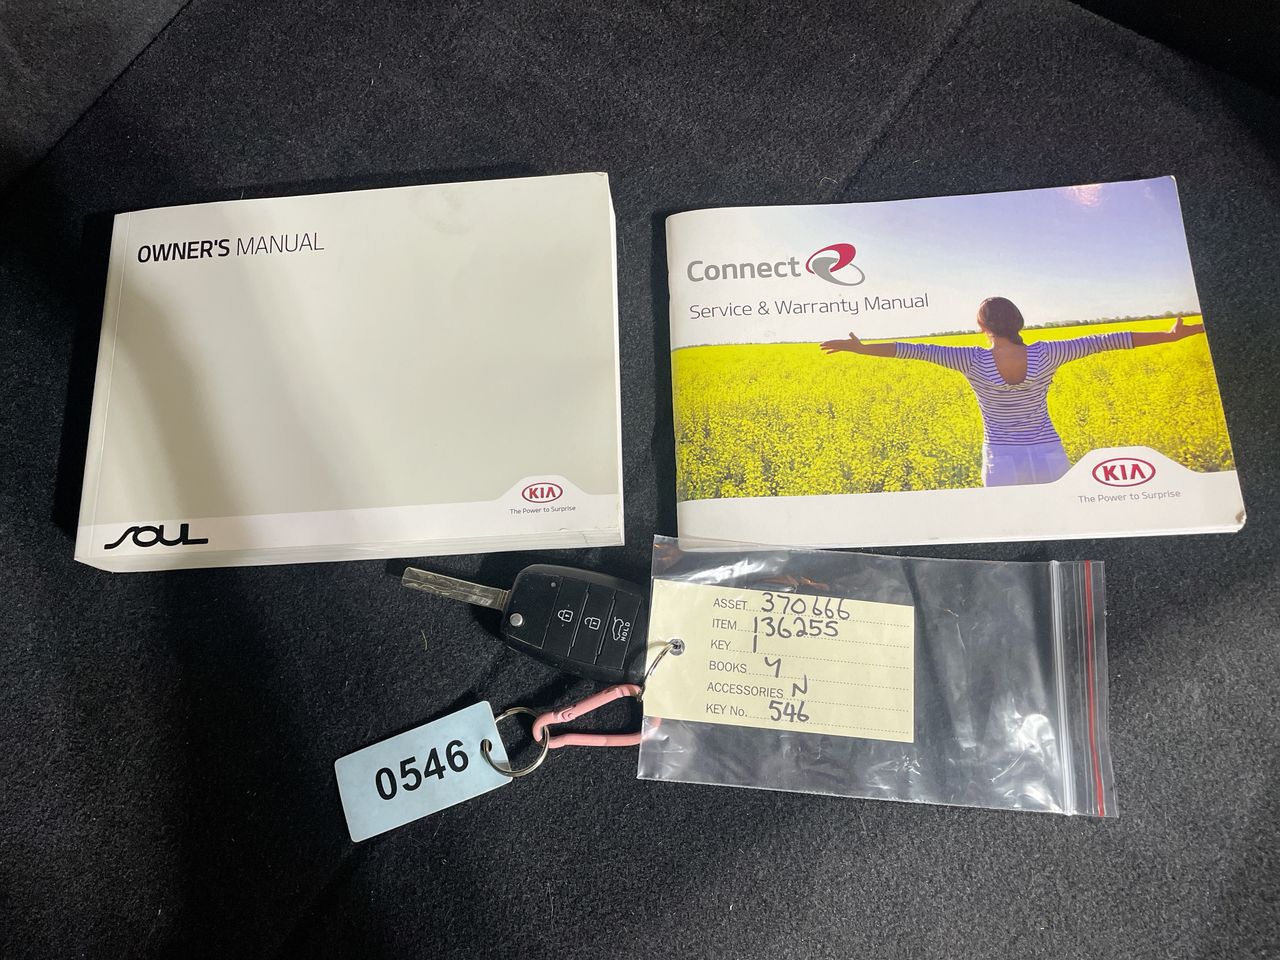 OWNER'S MANUAL
KIA
The Power to Surprise
SOUL
Connect
Service & Warranty Manual
KIA
The Power to Surprise
HOLD
ASSET 370666
ITEM 136255
KEY 1
BOOKS Y
ACCESSORIES N
KEY No. 546
0546